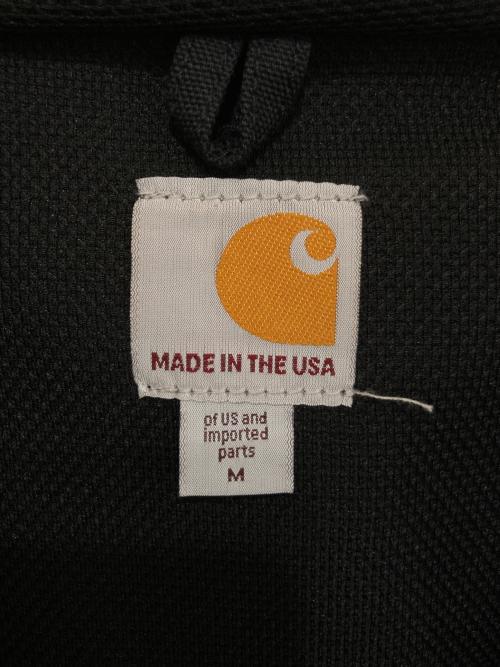 MADE IN THE USA
of US and
imported
parts
M